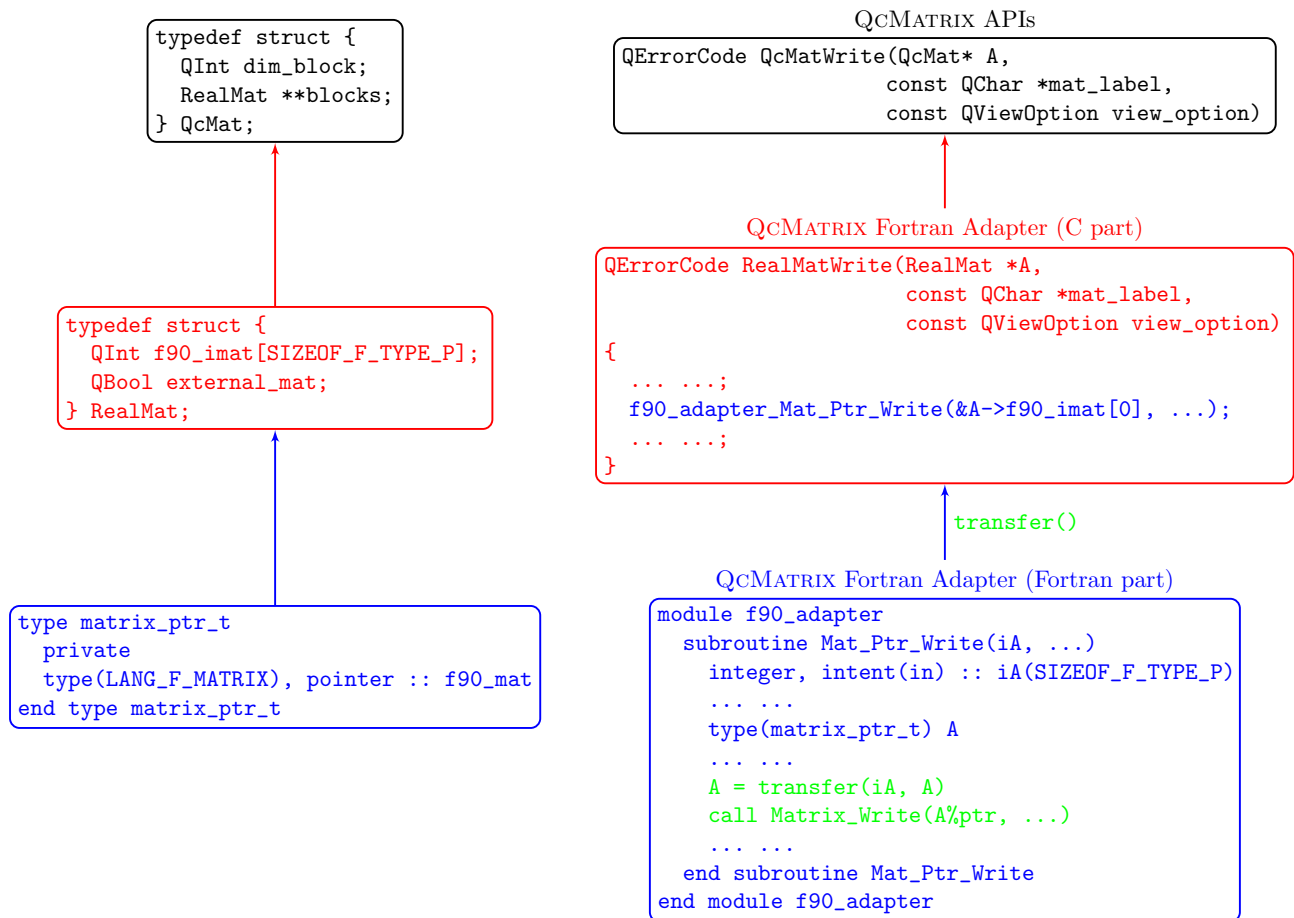 typedef struct {
  QInt dim_block;
  RealMat **blocks;
} QcMat;
typedef struct {
  QInt f90_imat[SIZEOF_F_TYPE_P];
  QBool external_mat;
} RealMat;
type matrix_ptr_t
  private
  type(LANG_F_MATRIX), pointer :: f90_mat
end type matrix_ptr_t
QcMatrix APIs
QErrorCode QcMatWrite(QcMat* A,
                      const QChar *mat_label,
                      const QViewOption view_option)
QcMatrix Fortran Adapter (C part)
QErrorCode RealMatWrite(RealMat *A,
                        const QChar *mat_label,
                        const QViewOption view_option)
{
  ... ...;
  f90_adapter_Mat_Ptr_Write(&A->f90_imat[0], ...);
  ... ...;
}
transfer()
QcMatrix Fortran Adapter (Fortran part)
module f90_adapter
  subroutine Mat_Ptr_Write(iA, ...)
    integer, intent(in) :: iA(SIZEOF_F_TYPE_P)
    ... ...
    type(matrix_ptr_t) A
    ... ...
    A = transfer(iA, A)
    call Matrix_Write(A%ptr, ...)
    ... ...
  end subroutine Mat_Ptr_Write
end module f90_adapter